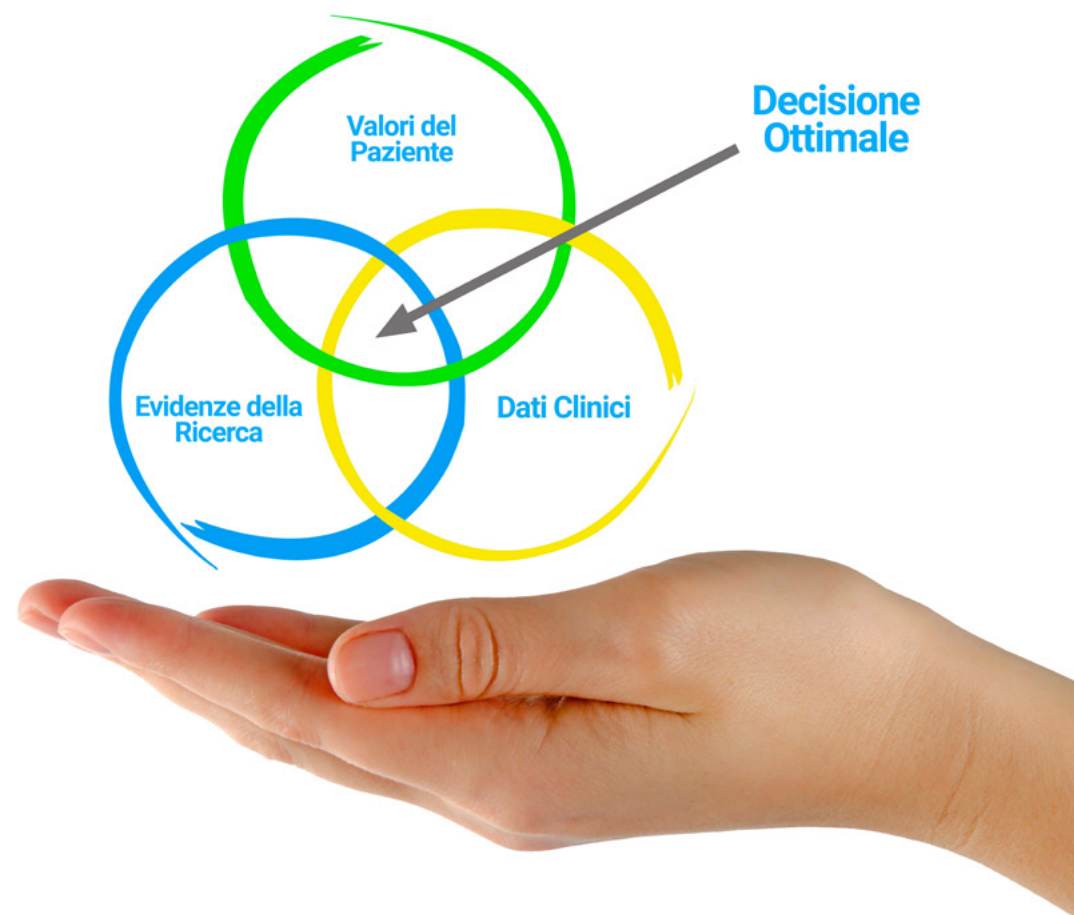 Valori del
Paziente
Decisione
Ottimale
Evidenze della
Ricerca
Dati Clinici